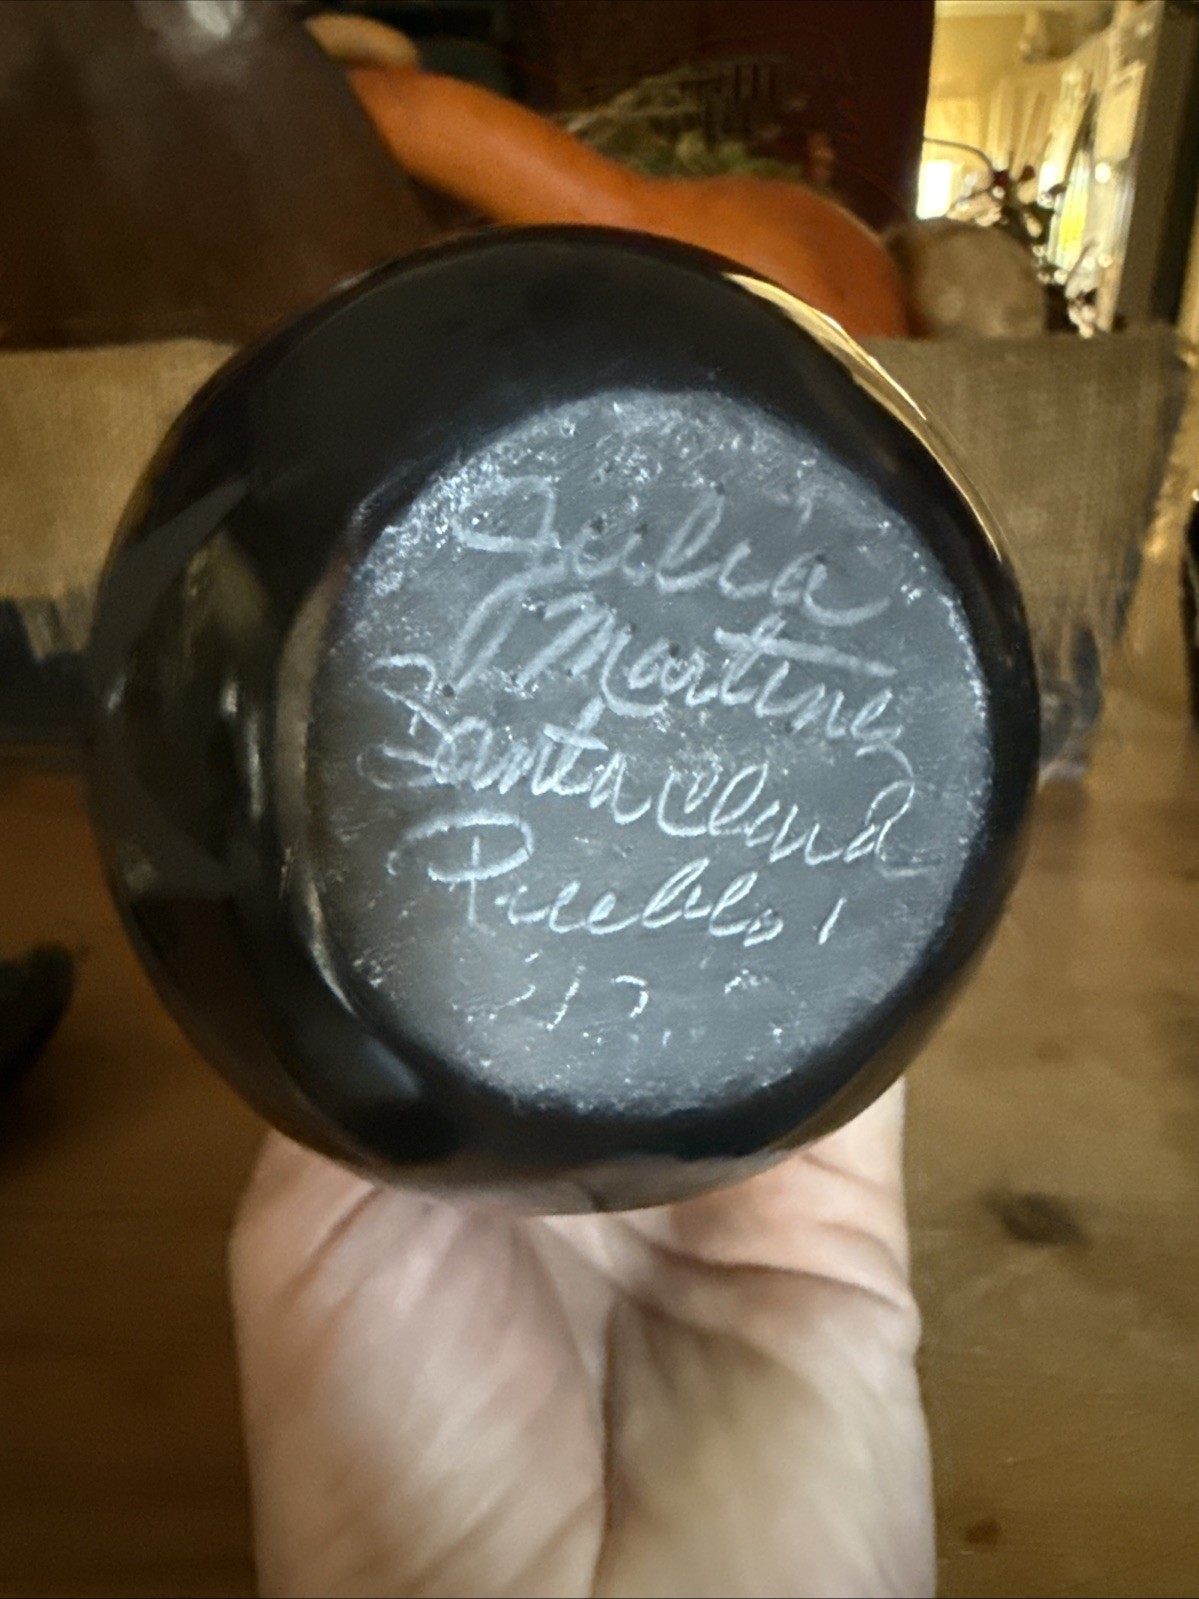 Julia
Martinez
Santa Clara
Pueblo,